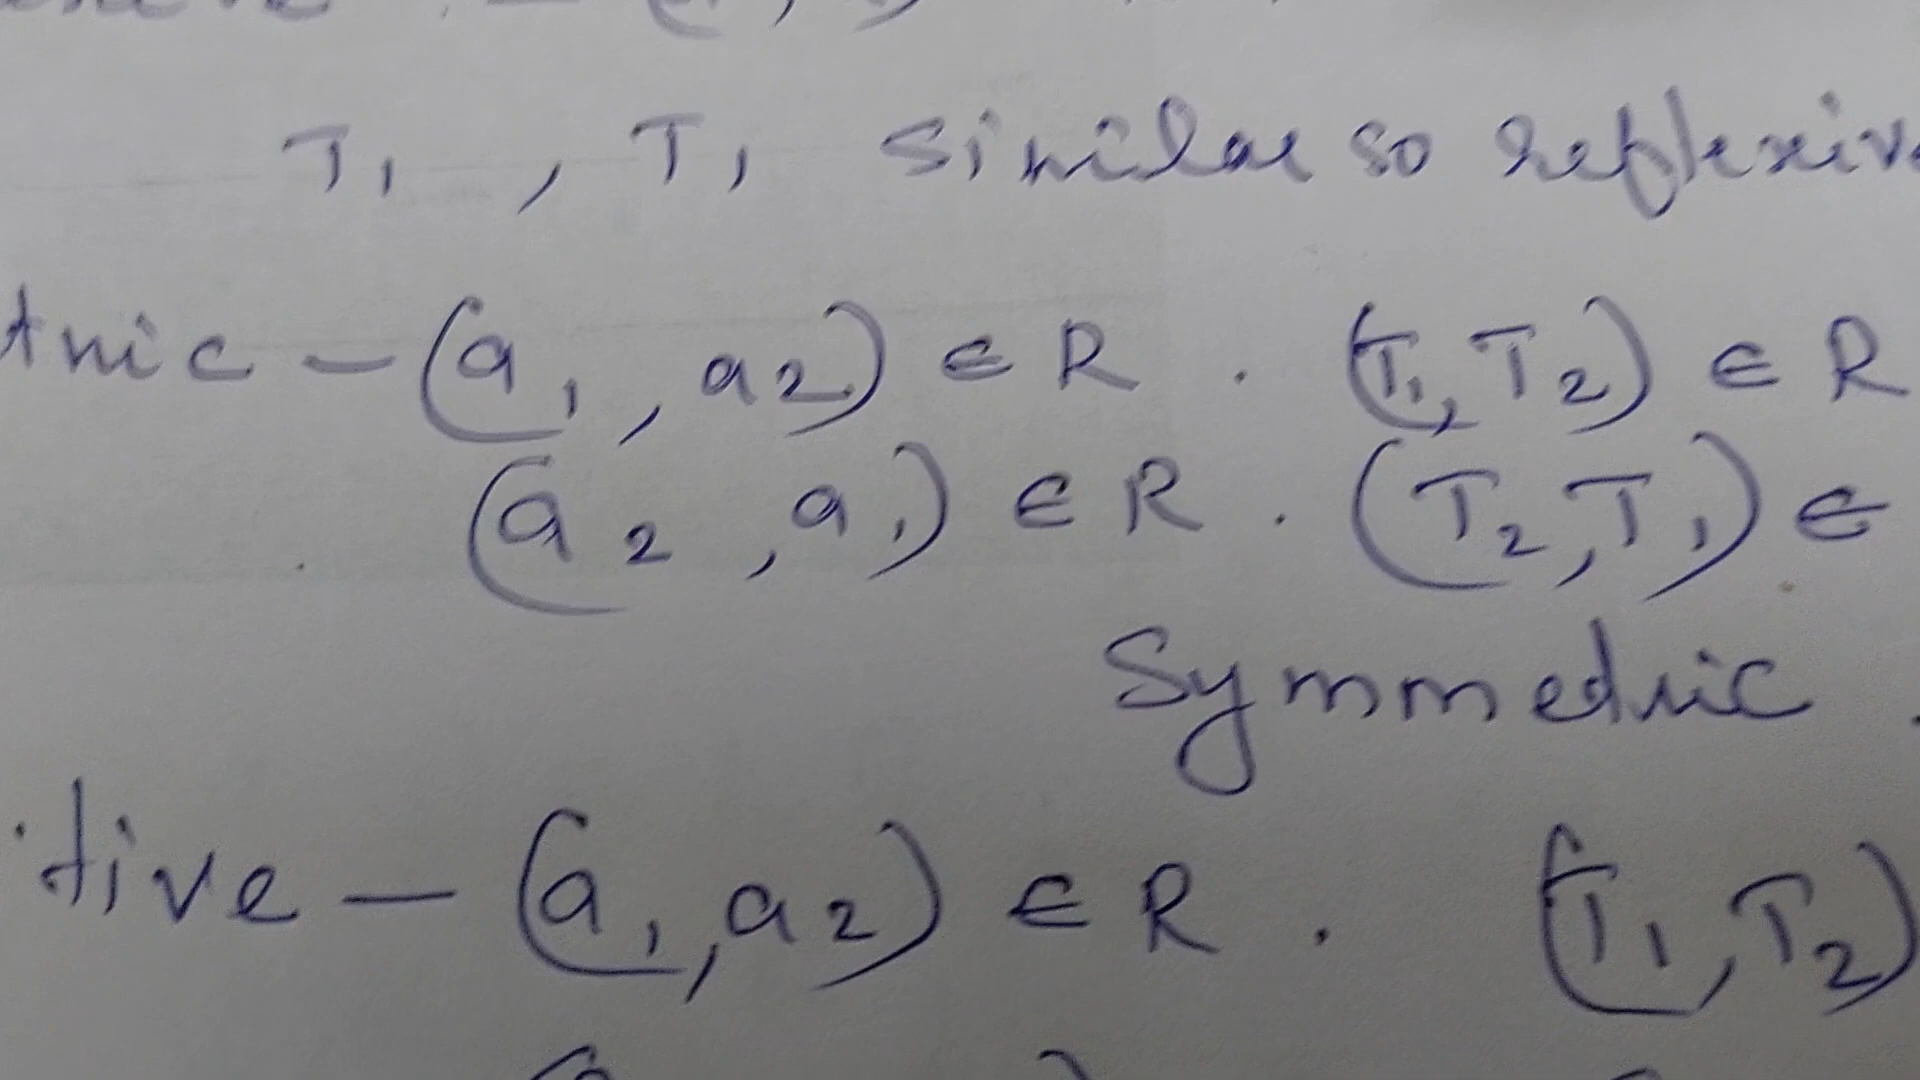 T₁ , T₁ similar so reflexive
tric – (a₁, a₂) ∈ R . (T₁, T₂) ∈ R
(a₂, a₁) ∈ R . (T₂, T₁) ∈
Symmetric .
itive – (a₁, a₂) ∈ R . (T₁, T₂)